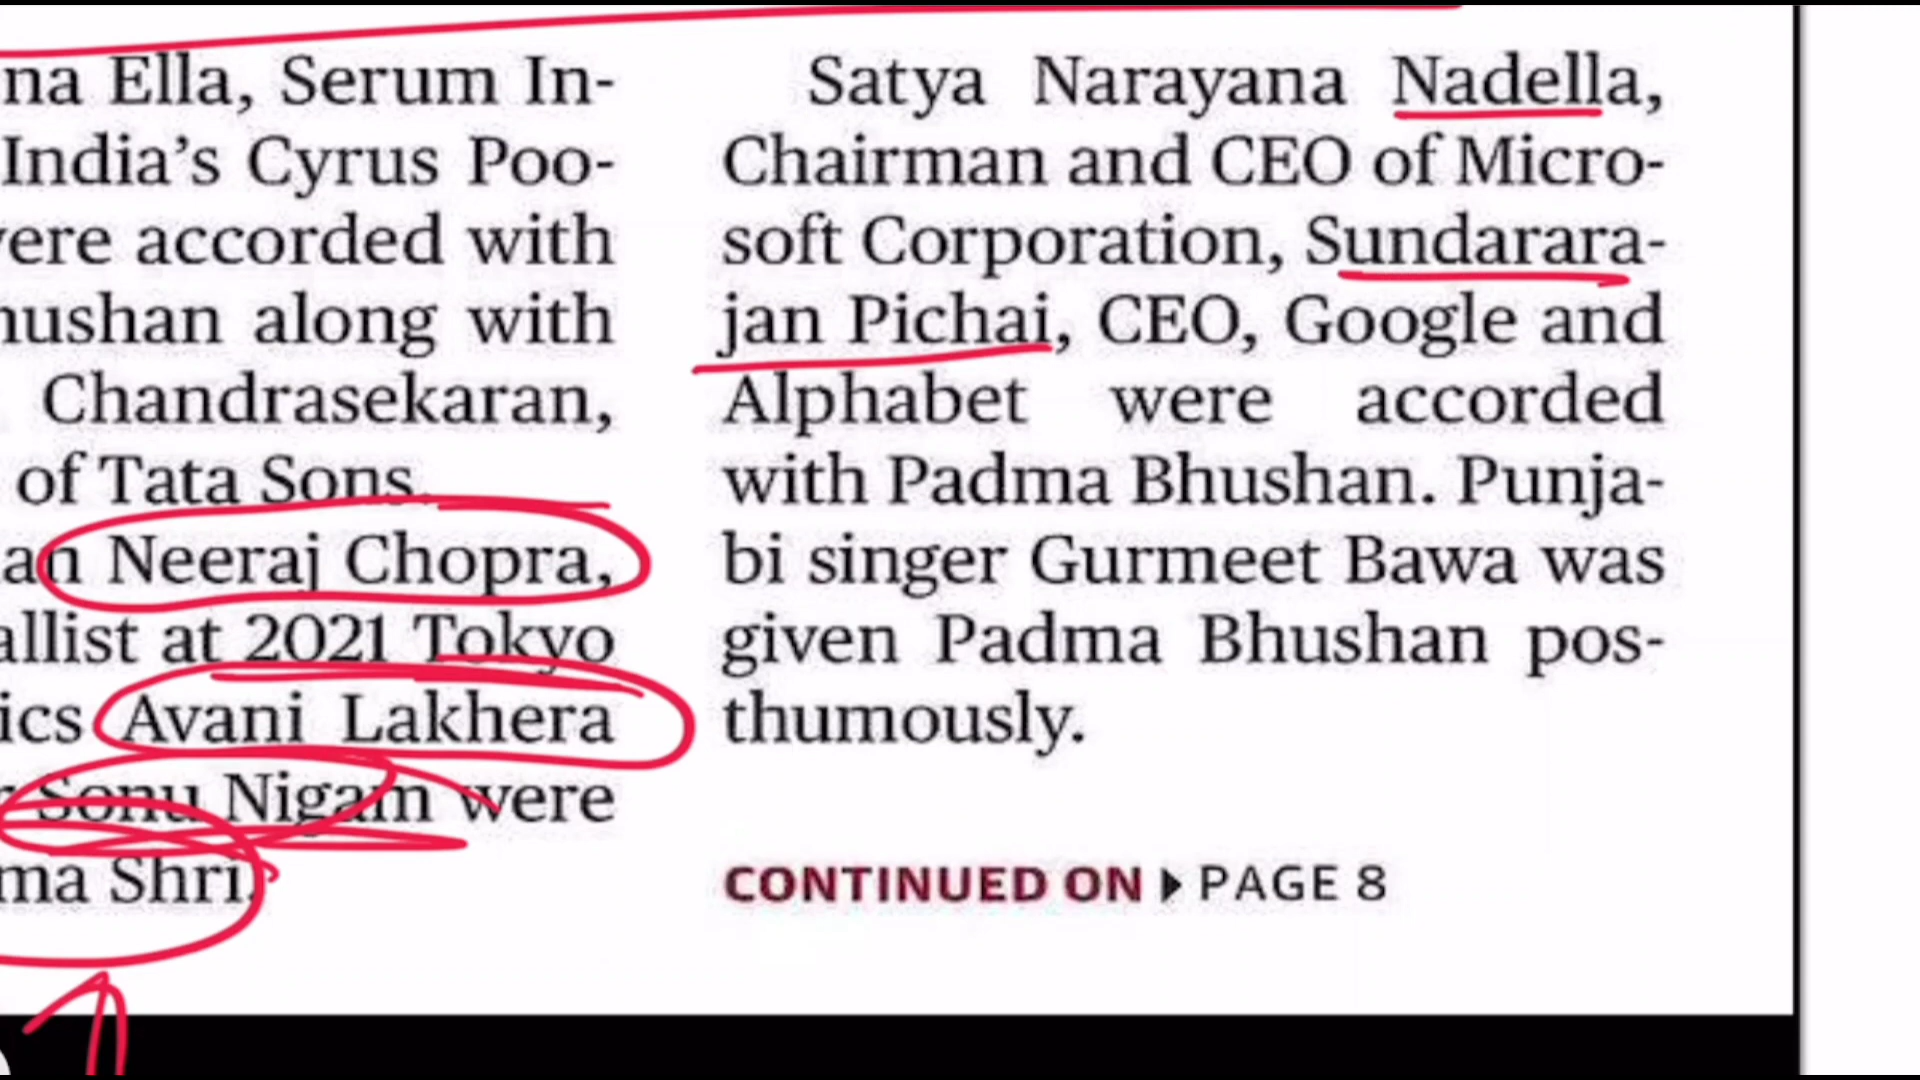 na Ella, Serum In-
India's Cyrus Poo-
ere accorded with
hushan along with
Chandrasekaran,
of Tata Sons.
an Neeraj Chopra,
allist at 2021 Tokyo
ics Avani Lakhera
r Sonu Nigam were
ma Shri.
Satya Narayana Nadella,
Chairman and CEO of Micro-
soft Corporation, Sundarara-
jan Pichai, CEO, Google and
Alphabet were accorded
with Padma Bhushan. Punja-
bi singer Gurmeet Bawa was
given Padma Bhushan pos-
thumously.
CONTINUED ON PAGE 8